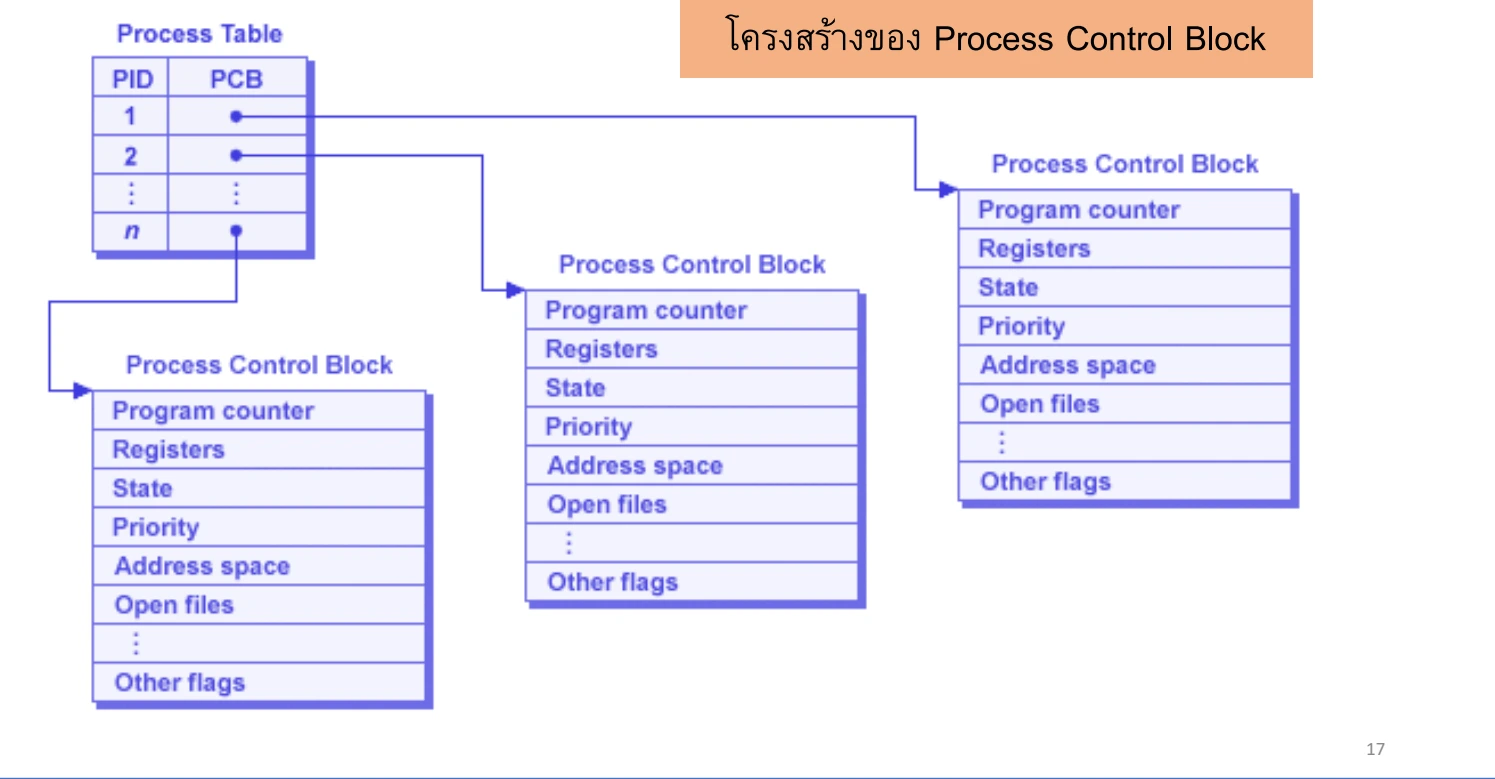 โครงสร้างของ Process Control Block
Process Table
PID PCB
1
2
⋮ ⋮
n
Process Control Block
Program counter
Registers
State
Priority
Address space
Open files
⋮
Other flags
Process Control Block
Program counter
Registers
State
Priority
Address space
Open files
⋮
Other flags
Process Control Block
Program counter
Registers
State
Priority
Address space
Open files
⋮
Other flags
17